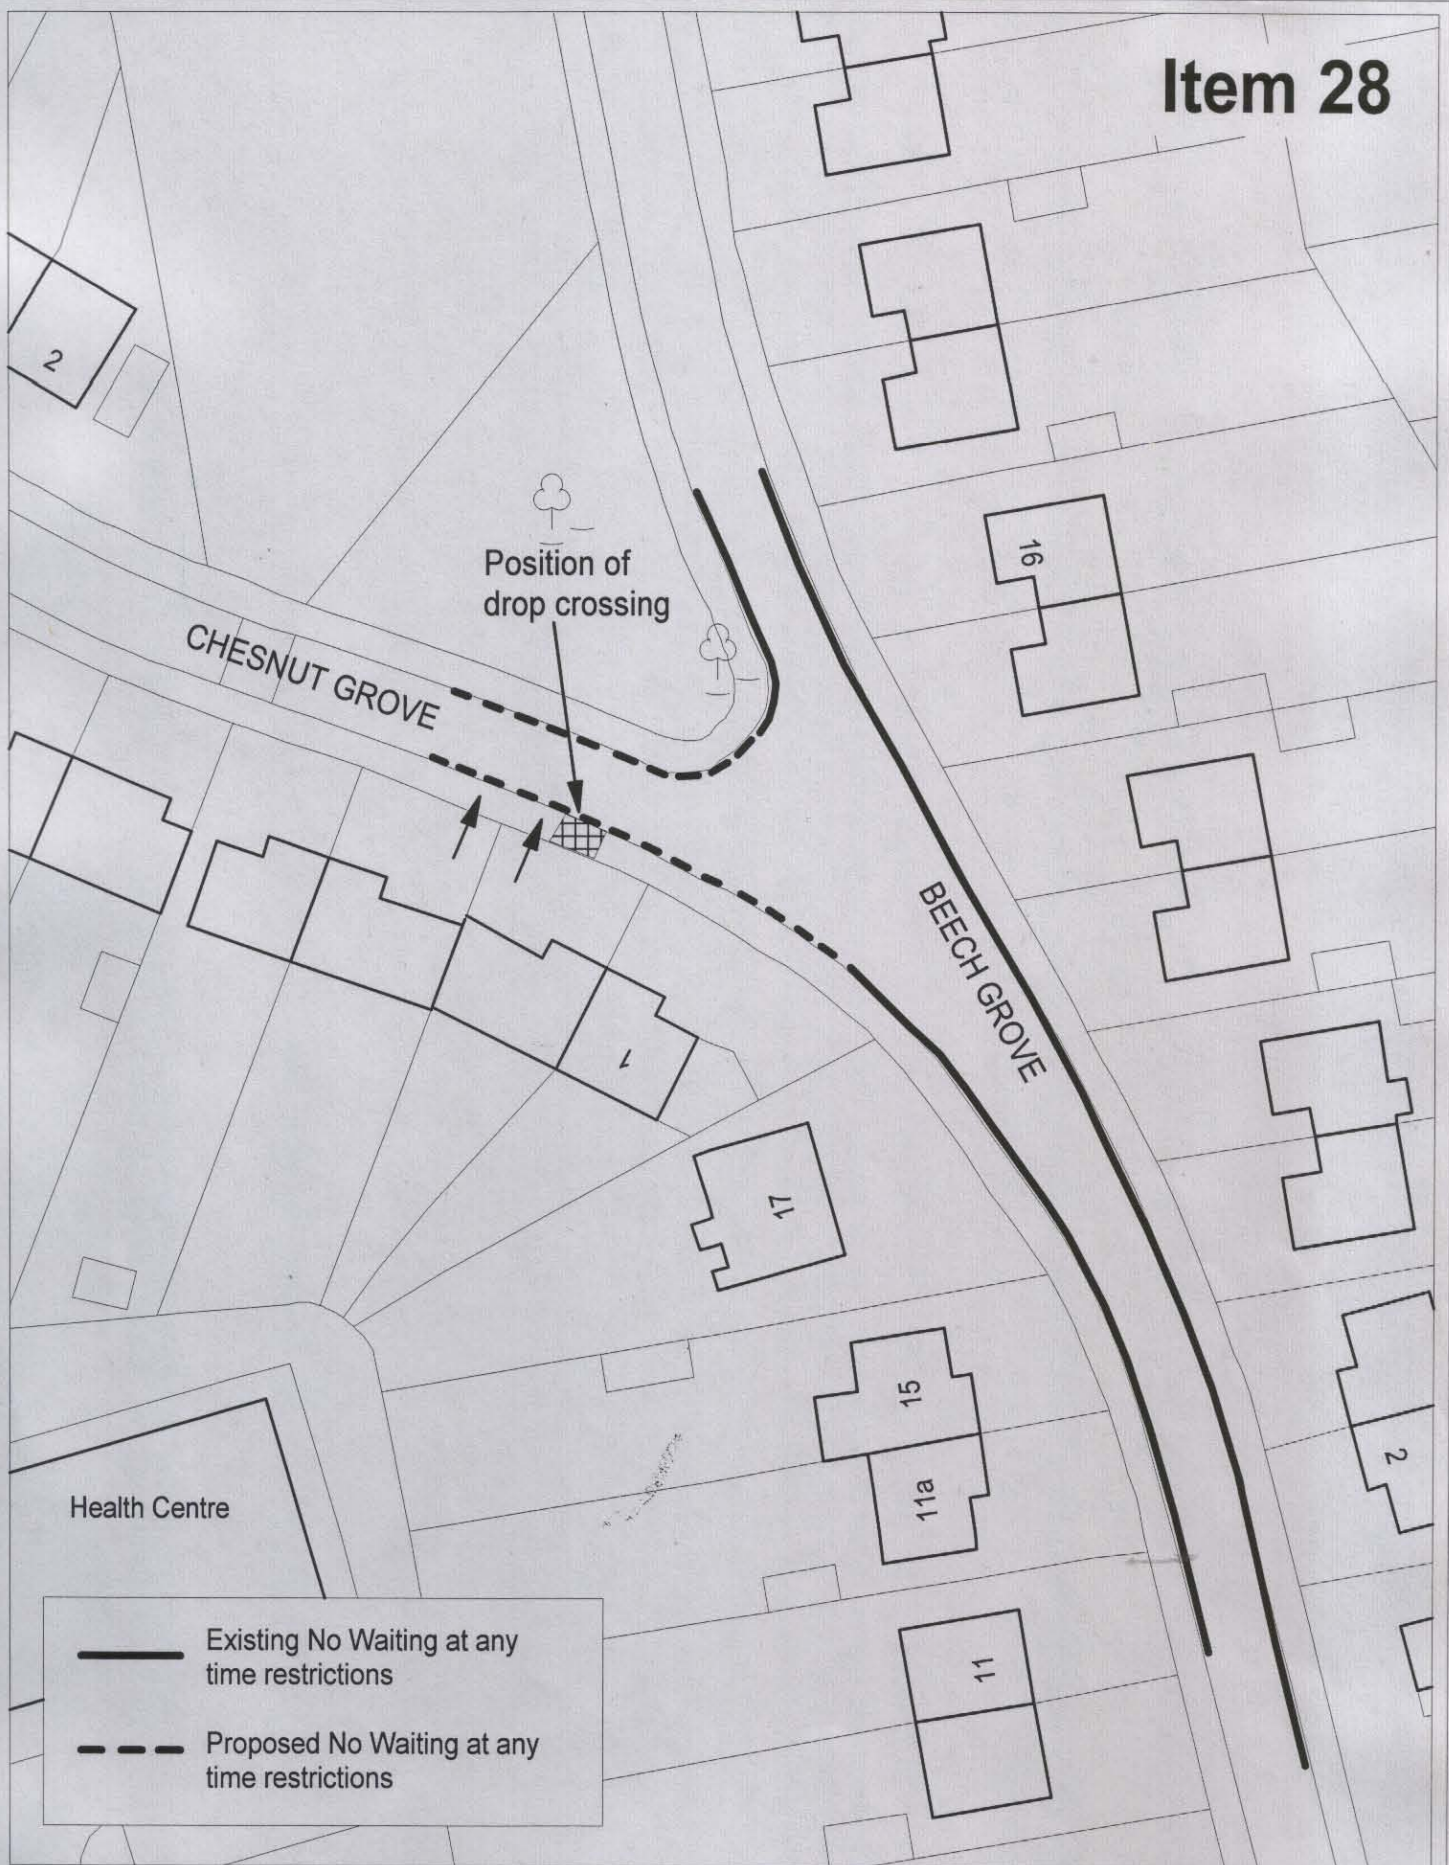 Item 28
2
16
Position of
drop crossing
CHESNUT GROVE
BEECH GROVE
1
17
15
11a
2
Health Centre
11
Existing No Waiting at any
time restrictions
Proposed No Waiting at any
time restrictions